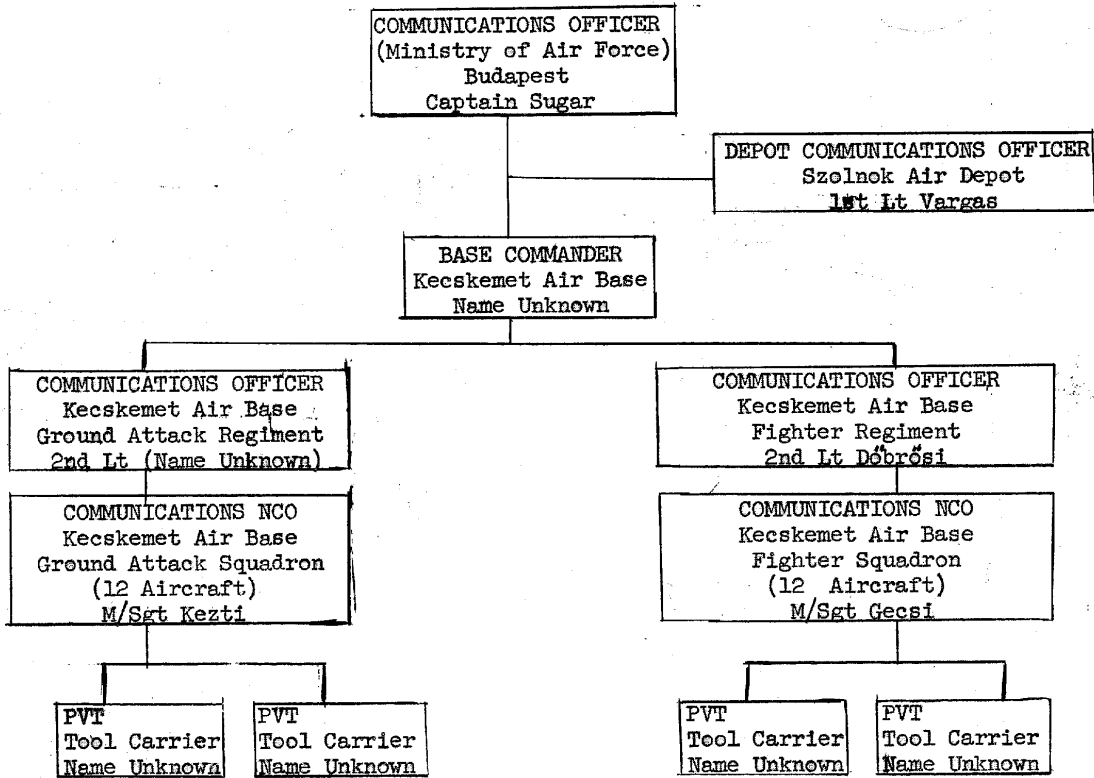 COMMUNICATIONS OFFICER
(Ministry of Air Force)
Budapest
Captain Sugar
DEPOT COMMUNICATIONS OFFICER
Szolnok Air Depot
1st Lt Vargas
BASE COMMANDER
Kecskemet Air Base
Name Unknown
COMMUNICATIONS OFFICER
Kecskemet Air Base
Ground Attack Regiment
2nd Lt (Name Unknown)
COMMUNICATIONS OFFICER
Kecskemet Air Base
Fighter Regiment
2nd Lt Dőbrősi
COMMUNICATIONS NCO
Kecskemet Air Base
Ground Attack Squadron
(12 Aircraft)
M/Sgt Kezti
COMMUNICATIONS NCO
Kecskemet Air Base
Fighter Squadron
(12 Aircraft)
M/Sgt Gecsi
PVT
Tool Carrier
Name Unknown
PVT
Tool Carrier
Name Unknown
PVT
Tool Carrier
Name Unknown
PVT
Tool Carrier
Name Unknown